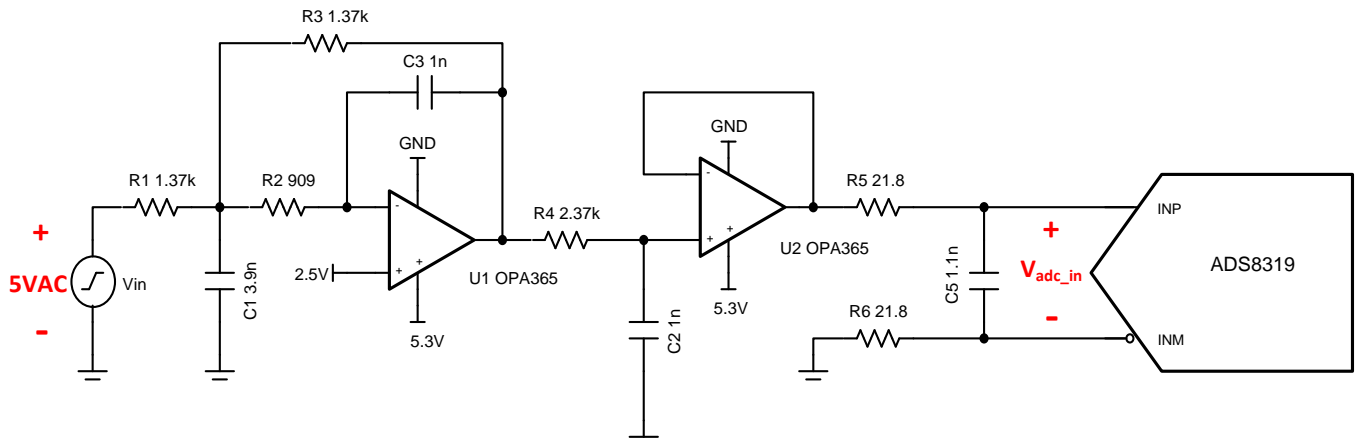 R3 1.37k
C3 1n
GND
GND
R1 1.37k
R2 909
R5 21.8
R4 2.37k
-
+
+
-
+
+
-
+
+
5VAC
-
Vin
C1 3.9n
2.5V
U1 OPA365
5.3V
C2 1n
U2 OPA365
5.3V
C5 1.1n
R6 21.8
+
Vadc_in
-
INP
INM
ADS8319